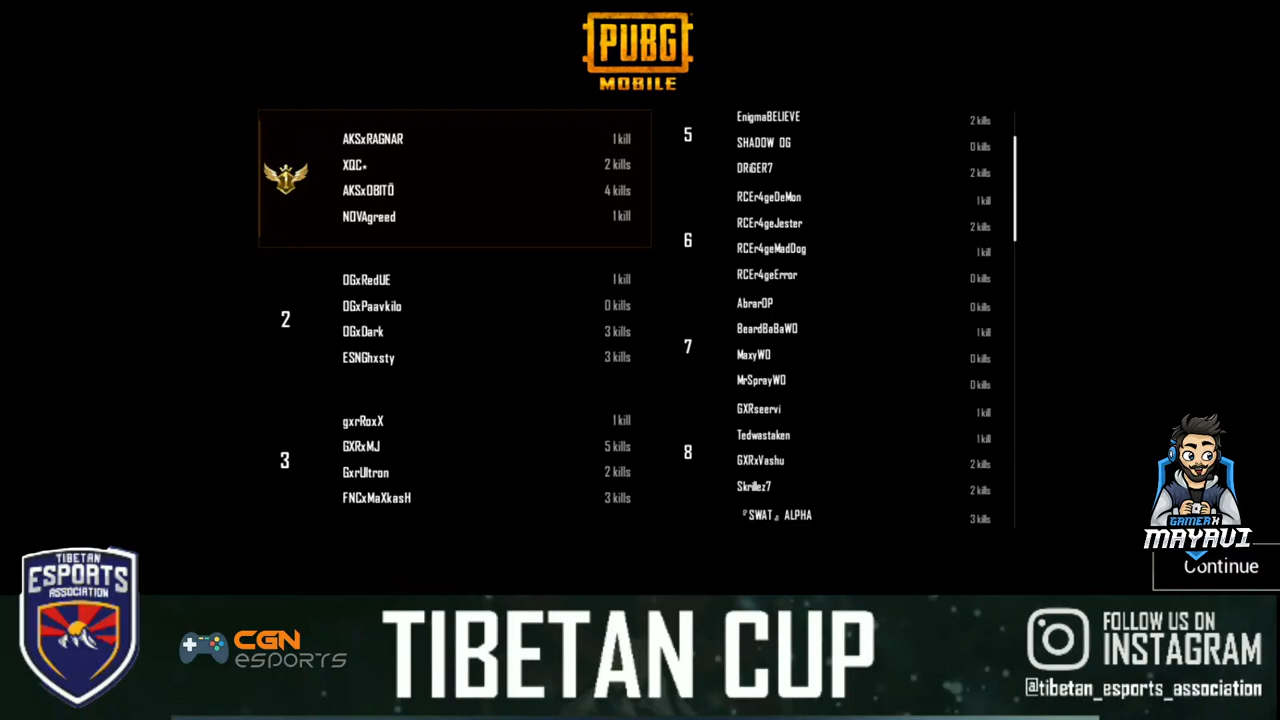 PUBG
MOBILE
1
AKSxRAGNAR 1 kill
XQC★ 2 kills
AKSxOBITÖ 4 kills
NOVAgreed 1 kill
2
OGxRedUE 1 kill
OGxPaavkilo 0 kills
OGxDark 3 kills
ESNGhxsty 3 kills
3
gxrRoxX 1 kill
GXRxMJ 5 kills
GxrUltron 2 kills
FNCxMaXkasH 3 kills
5
EnigmaBELIEVE 2 kills
SHADOW OG 0 kills
DRiGER7 2 kills
6
RCEr4geDeMon 1 kill
RCEr4geJester 2 kills
RCEr4geMadDog 1 kill
RCEr4geError 0 kills
7
AbrarOP 0 kills
BeardBaBaWO 1 kill
MaxyWO 0 kills
MrSprayWO 0 kills
8
GXRseervi 1 kill
Tedwastaken 1 kill
GXRxVashu 2 kills
Skrillez7 2 kills
SWAT ALPHA 3 kills
GAMER X
MAYAVI
Continue
TIBETAN
ESPORTS
ASSOCIATION
CGN
esports
TIBETAN CUP
FOLLOW US ON
INSTAGRAM
@tibetan_esports_association